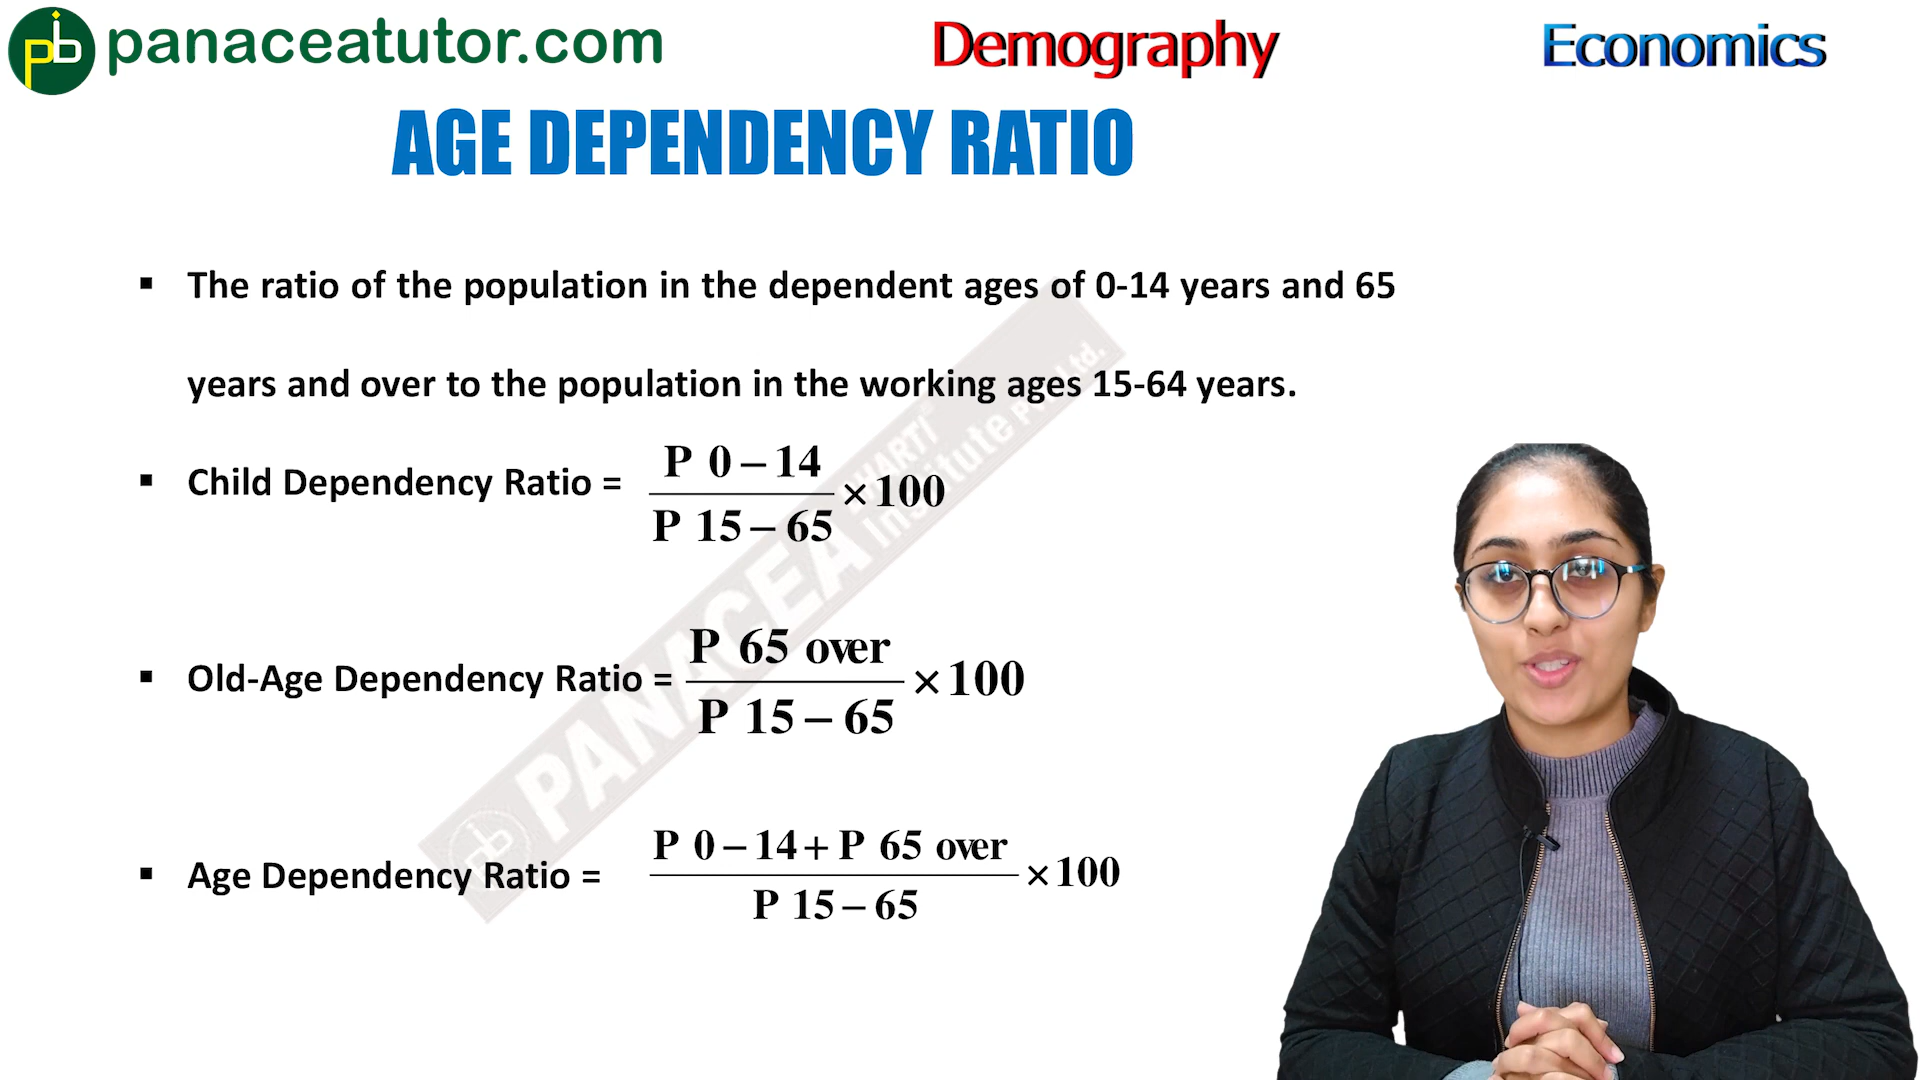 pb panaceatutor.com
Demography
Economics
AGE DEPENDENCY RATIO
▪ The ratio of the population in the dependent ages of 0-14 years and 65
years and over to the population in the working ages 15-64 years.
▪ Child Dependency Ratio = P 0 – 14 / P 15 – 65 × 100
▪ Old-Age Dependency Ratio = P 65 over / P 15 – 65 × 100
▪ Age Dependency Ratio = P 0 – 14 + P 65 over / P 15 – 65 × 100
PANACEA
Institute Pvt. Ltd.